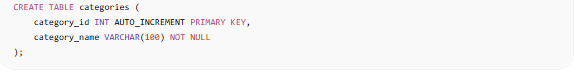 CREATE TABLE categories (
    category_id INT AUTO_INCREMENT PRIMARY KEY,
    category_name VARCHAR(100) NOT NULL
);